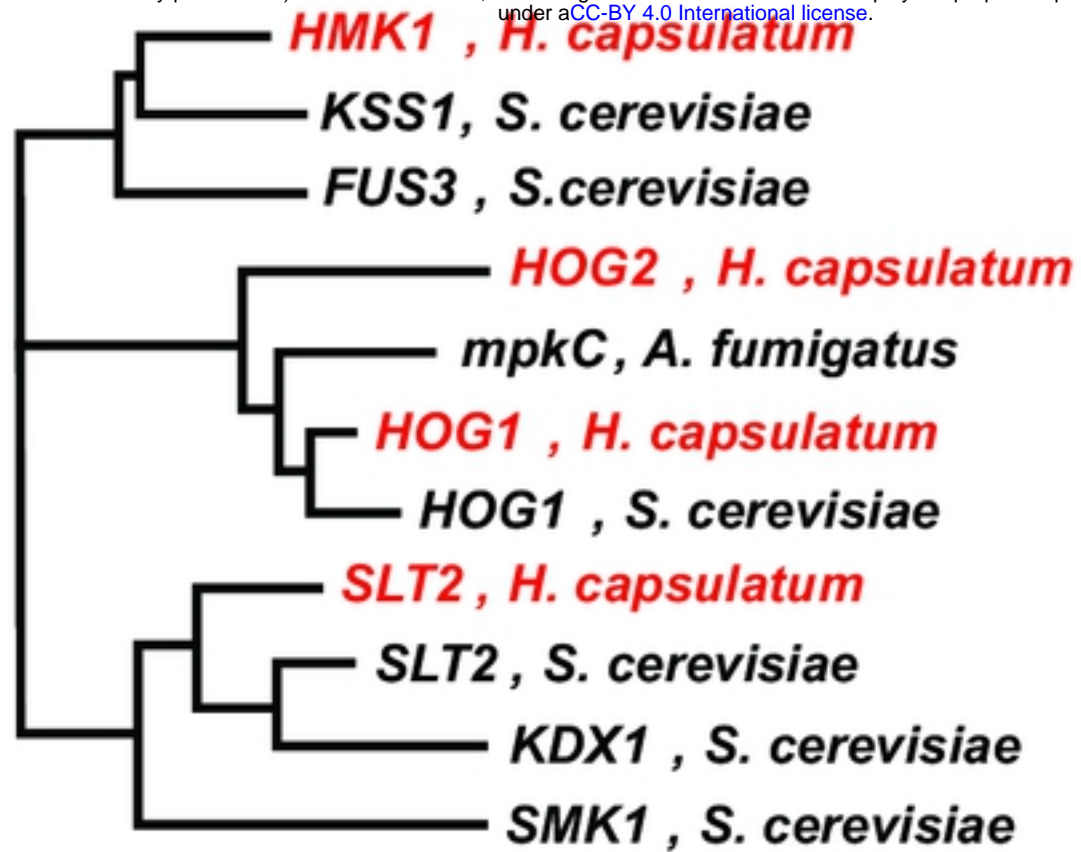 under aCC-BY 4.0 International license.
HMK1 , H. capsulatum
KSS1, S. cerevisiae
FUS3 , S.cerevisiae
HOG2 , H. capsulatum
mpkC, A. fumigatus
HOG1 , H. capsulatum
HOG1 , S. cerevisiae
SLT2, H. capsulatum
SLT2, S. cerevisiae
KDX1 , S. cerevisiae
SMK1 , S. cerevisiae